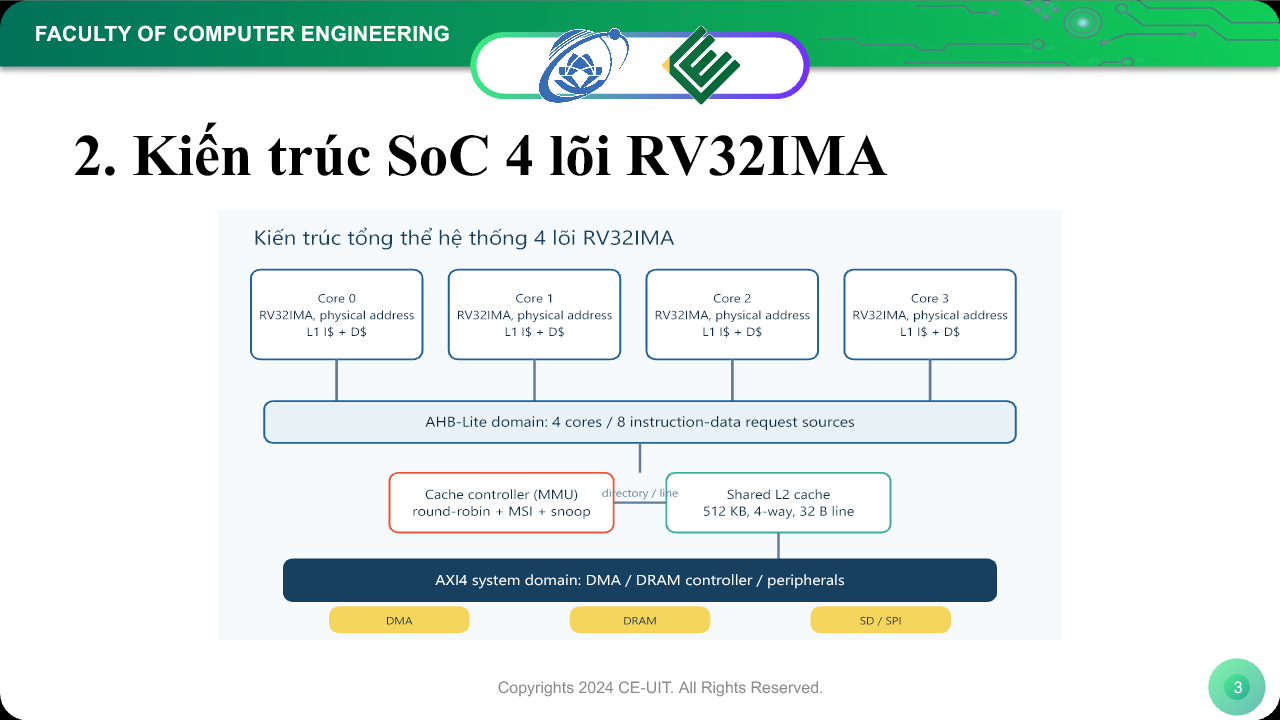 FACULTY OF COMPUTER ENGINEERING
2. Kiến trúc SoC 4 lõi RV32IMA
Kiến trúc tổng thể hệ thống 4 lõi RV32IMA
Core 0
RV32IMA, physical address
L1 I$ + D$
Core 1
RV32IMA, physical address
L1 I$ + D$
Core 2
RV32IMA, physical address
L1 I$ + D$
Core 3
RV32IMA, physical address
L1 I$ + D$
AHB-Lite domain: 4 cores / 8 instruction-data request sources
Cache controller (MMU)
round-robin + MSI + snoop
directory / line
Shared L2 cache
512 KB, 4-way, 32 B line
AXI4 system domain: DMA / DRAM controller / peripherals
DMA
DRAM
SD / SPI
Copyrights 2024 CE-UIT. All Rights Reserved.
3